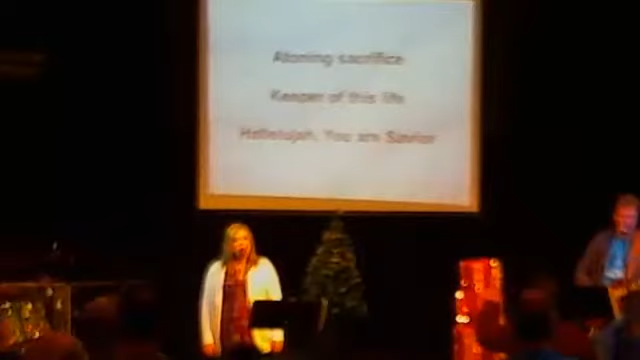 Atoning sacrifice
Keeper of this life
Hallelujah, You are Savior